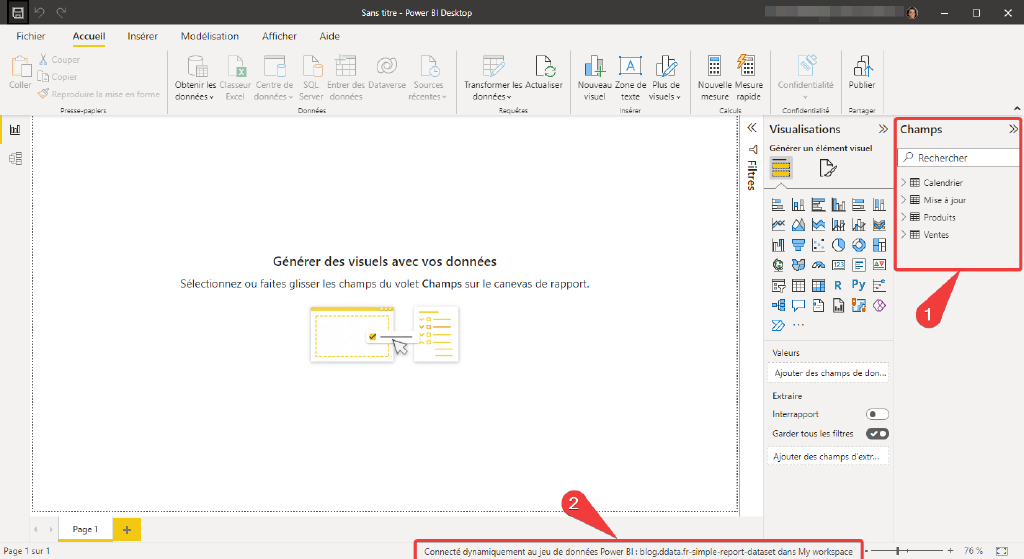 Sans titre - Power BI Desktop
Fichier Accueil Insérer Modélisation Afficher Aide
Coller
Couper
Copier
Reproduire la mise en forme
Presse-papiers
Obtenir les données
Classeur Excel
Centre de données
SQL Server
Entrer des données
Dataverse
Sources récentes
Données
Transformer les données
Actualiser
Requêtes
Nouveau visuel
Zone de texte
Plus de visuels
Insérer
Nouvelle mesure
Mesure rapide
Calculs
Confidentialité
Confidentialité
Publier
Partager
Générer des visuels avec vos données
Sélectionnez ou faites glisser les champs du volet Champs sur le canevas de rapport.
Filtres
Visualisations
Générer un élément visuel
123
R Py
Valeurs
Ajouter des champs de don...
Extraire
Interrapport
Garder tous les filtres
Ajouter des champs d'extr...
Champs
Rechercher
Calendrier
Mise à jour
Produits
Ventes
1
2
Page 1
Page 1 sur 1
Connecté dynamiquement au jeu de données Power BI : blog.ddata.fr-simple-report-dataset dans My workspace
- + 76 %